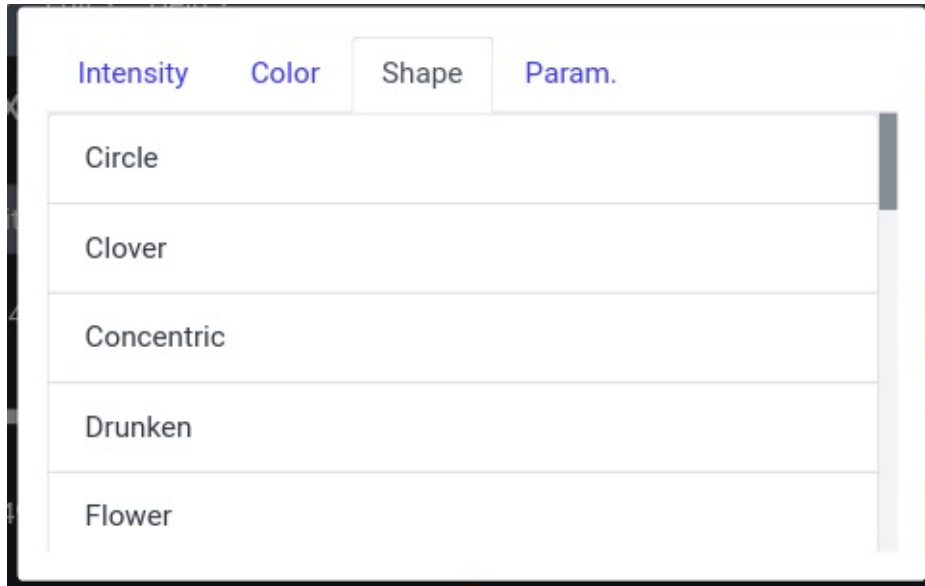 Intensity Color Shape Param.
Circle
Clover
Concentric
Drunken
Flower